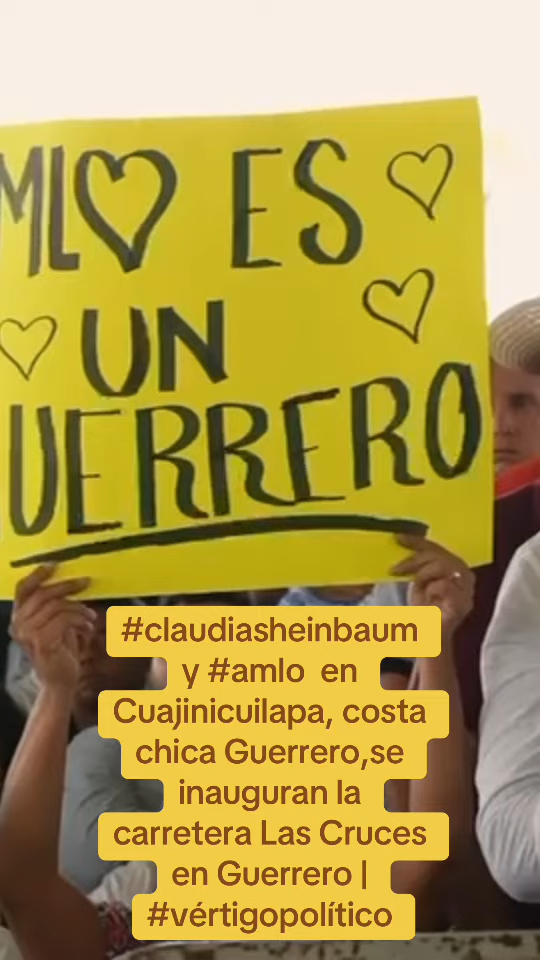 MLO ES
UN
UERRERO
#claudiasheinbaum
y #amlo en
Cuajinicuilapa, costa
chica Guerrero,se
inauguran la
carretera Las Cruces
en Guerrero |
#vértigopolítico